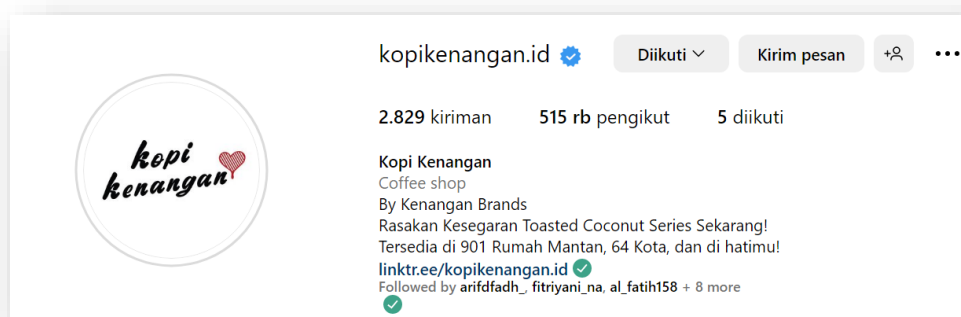 kopikenangan.id
Diikuti
Kirim pesan
2.829 kiriman 515 rb pengikut 5 diikuti
kopi
kenangan
Kopi Kenangan
Coffee shop
By Kenangan Brands
Rasakan Kesegaran Toasted Coconut Series Sekarang!
Tersedia di 901 Rumah Mantan, 64 Kota, dan di hatimu!
linktr.ee/kopikenangan.id
Followed by arifdfadh_, fitriyani_na, al_fatih158 + 8 more